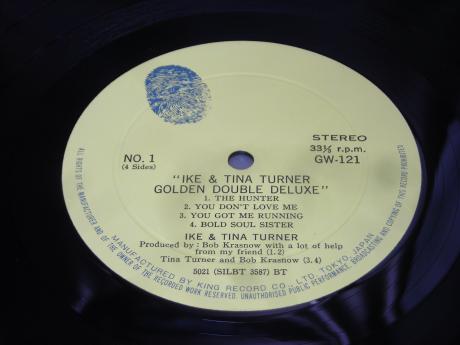 STEREO
33⅓ r.p.m.
NO. 1
GW-121
(4 Sides)
"IKE & TINA TURNER
GOLDEN DOUBLE DELUXE"
1. THE HUNTER
2. YOU DON'T LOVE ME
3. YOU GOT ME RUNNING
4. BOLD SOUL SISTER
IKE & TINA TURNER
Produced by: Bob Krasnow with a lot of help
from my friend (1. 2)
Tina Turner and Bob Krasnow (3. 4)
5021 (SILBT 3587) BT
MANUFACTURED BY KING RECORD CO., LTD. TOKYO, JAPAN
ALL RIGHTS OF THE MANUFACTURER AND OF THE OWNER OF THE RECORDED WORK RESERVED. UNAUTHORISED PUBLIC PERFORMANCE, BROADCASTING AND COPYING OF THIS RECORD PROHIBITED